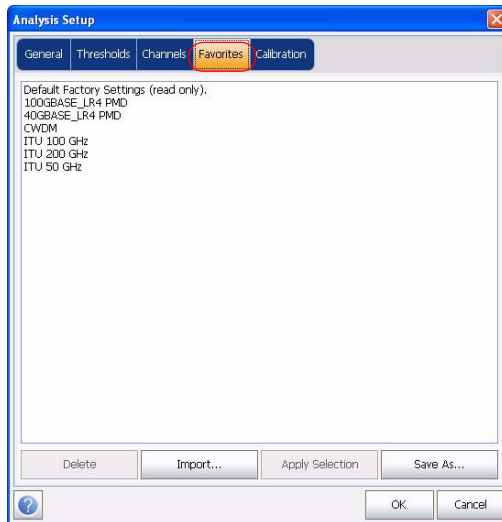 Analysis Setup
General Thresholds Channels Favorites Calibration
Default Factory Settings (read only).
100GBASE_LR4 PMD
40GBASE_LR4 PMD
CWDM
ITU 100 GHz
ITU 200 GHz
ITU 50 GHz
Delete Import... Apply Selection Save As...
? OK Cancel